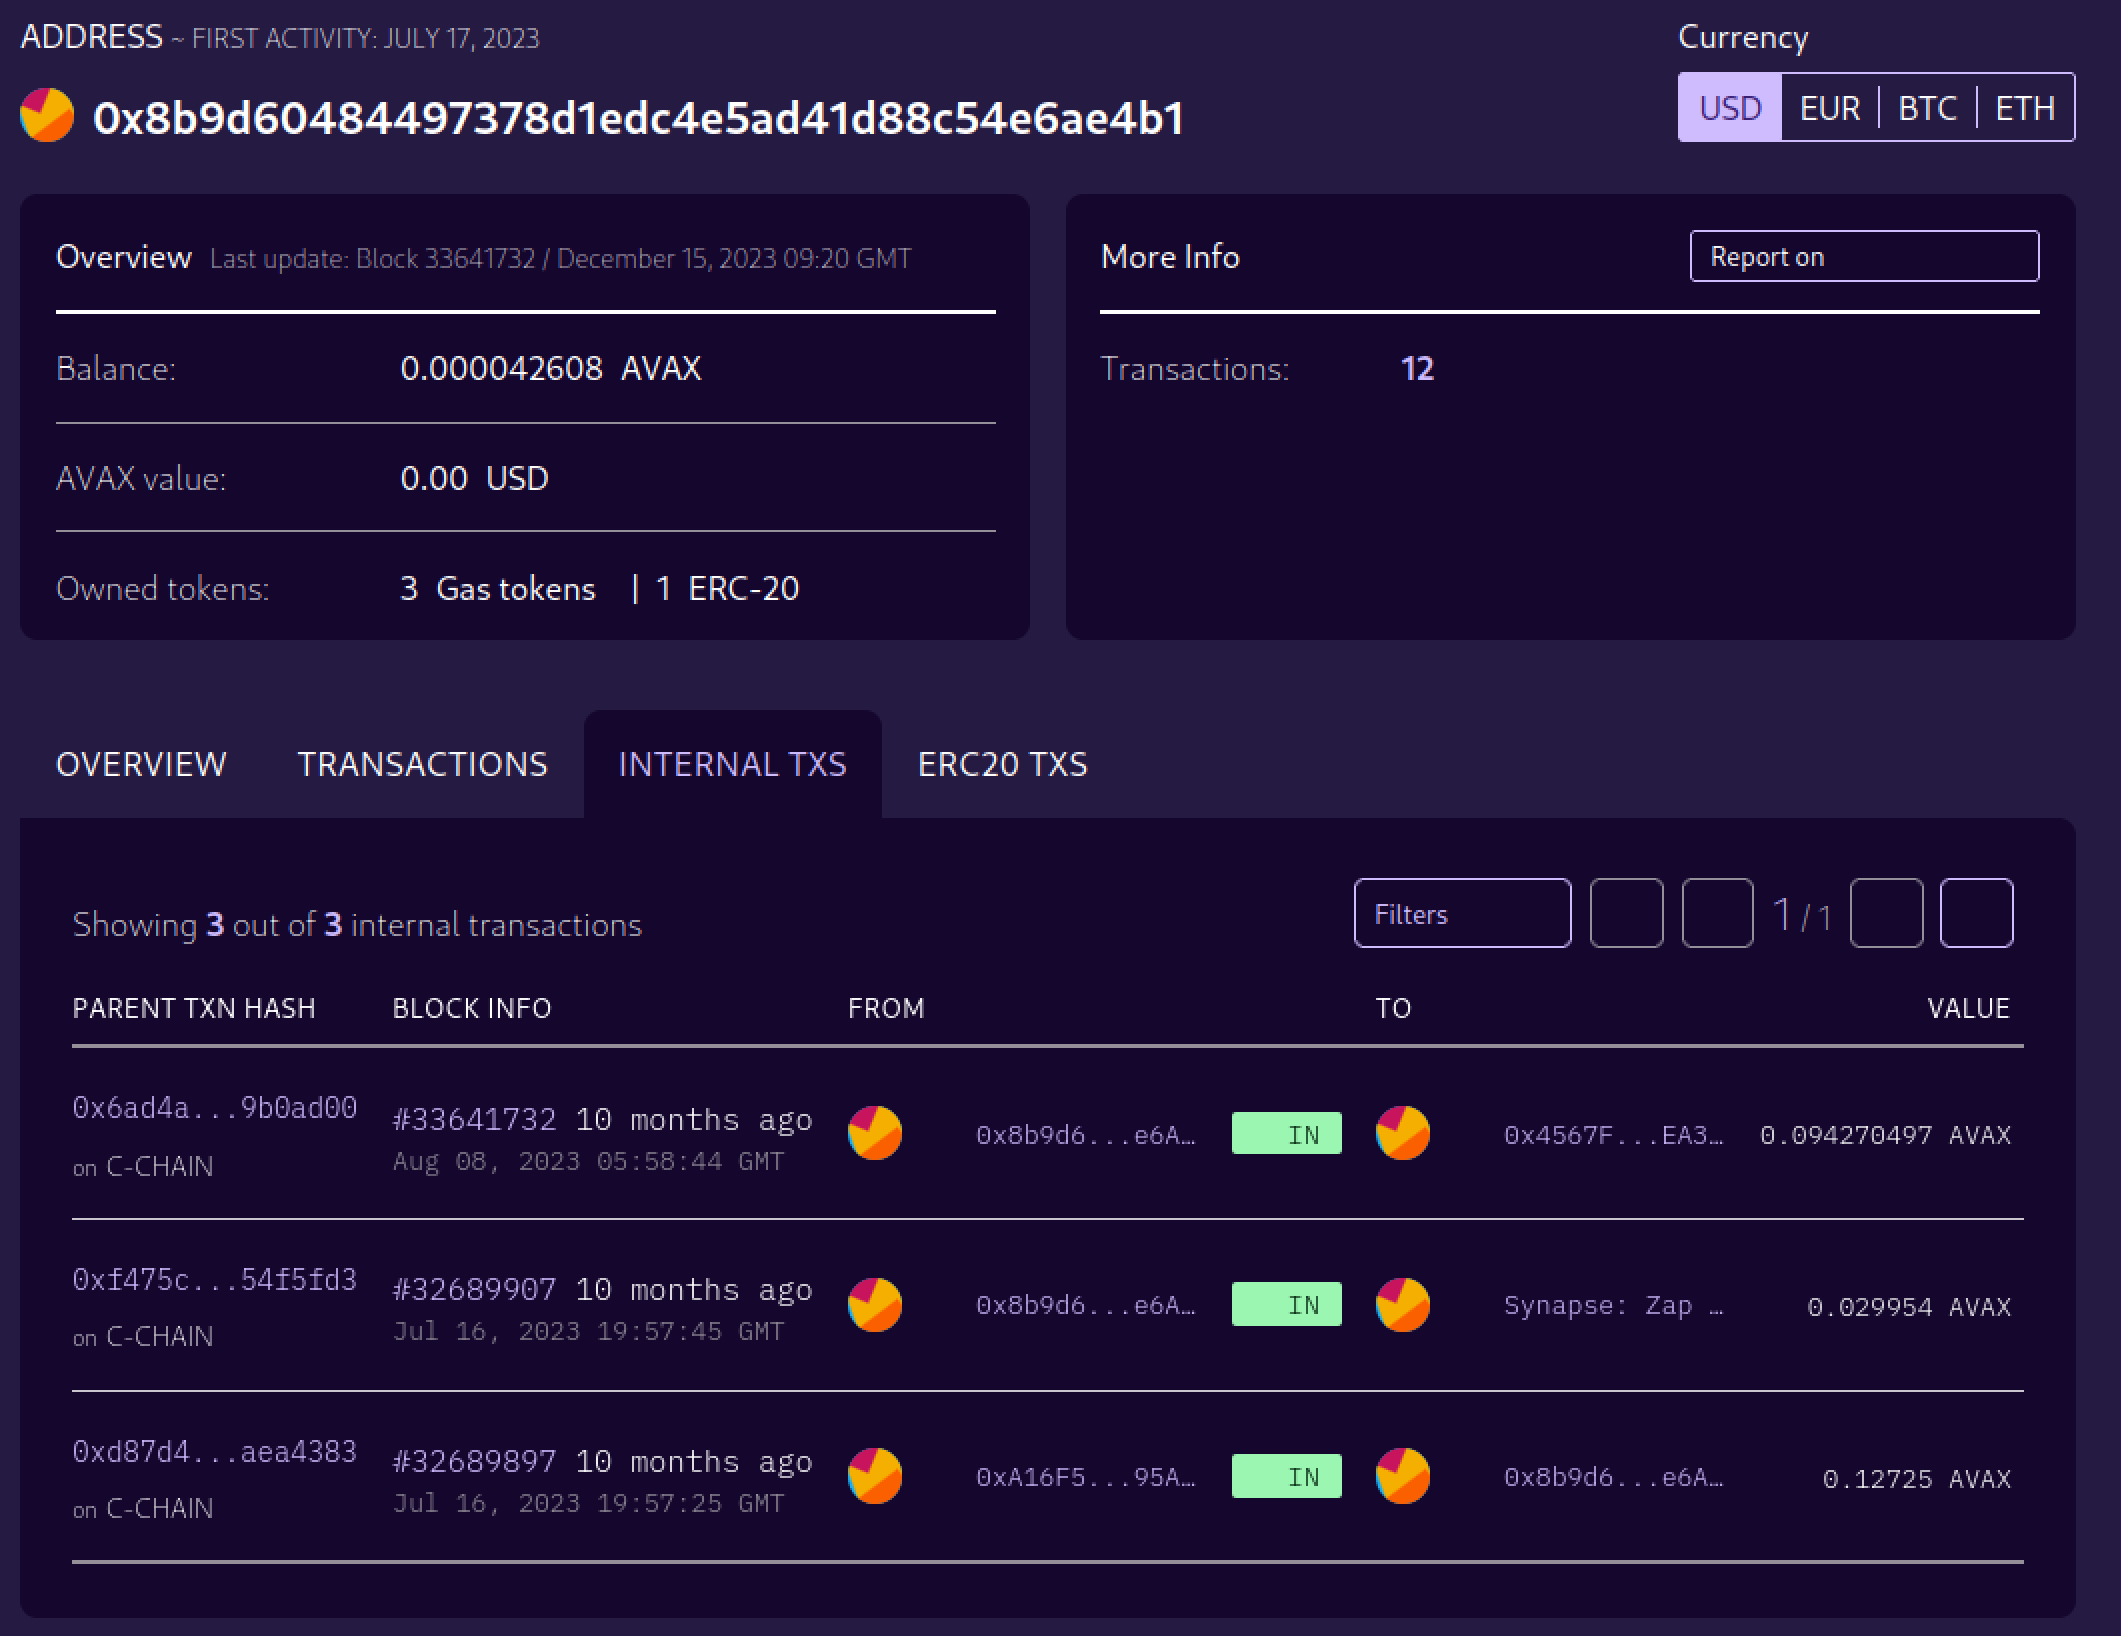 ADDRESS ~ FIRST ACTIVITY: JULY 17, 2023
Currency
0x8b9d60484497378d1edc4e5ad41d88c54e6ae4b1
USD EUR BTC ETH
Overview Last update: Block 33641732 / December 15, 2023 09:20 GMT
Balance: 0.000042608 AVAX
AVAX value: 0.00 USD
Owned tokens: 3 Gas tokens | 1 ERC-20
More Info
Report on
Transactions: 12
OVERVIEW TRANSACTIONS INTERNAL TXS ERC20 TXS
Showing 3 out of 3 internal transactions
Filters 1 / 1
PARENT TXN HASH BLOCK INFO FROM TO VALUE
0x6ad4a...9b0ad00 #33641732 10 months ago 0x8b9d6...e6A… IN 0x4567F...EA3… 0.094270497 AVAX
on C-CHAIN Aug 08, 2023 05:58:44 GMT
0xf475c...54f5fd3 #32689907 10 months ago 0x8b9d6...e6A… IN Synapse: Zap … 0.029954 AVAX
on C-CHAIN Jul 16, 2023 19:57:45 GMT
0xd87d4...aea4383 #32689897 10 months ago 0xA16F5...95A… IN 0x8b9d6...e6A… 0.12725 AVAX
on C-CHAIN Jul 16, 2023 19:57:25 GMT